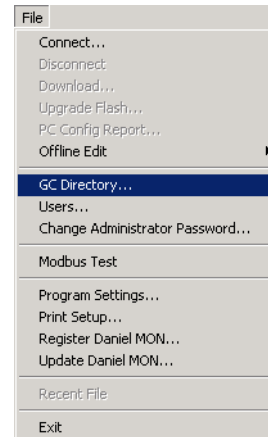 File
Connect...
Disconnect
Download...
Upgrade Flash...
PC Config Report...
Offline Edit
GC Directory...
Users...
Change Administrator Password...
Modbus Test
Program Settings...
Print Setup...
Register Daniel MON...
Update Daniel MON...
Recent File
Exit